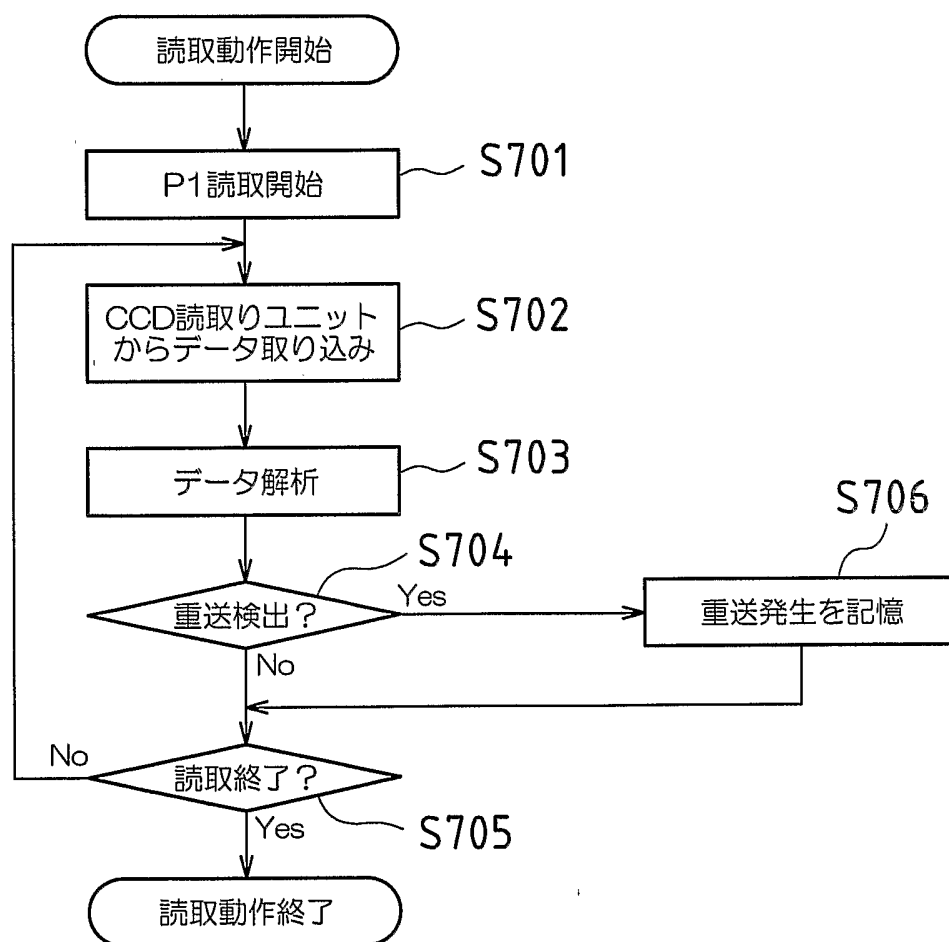 読取動作開始
P1読取開始
S701
CCD読取りユニット
からデータ取り込み
S702
データ解析
S703
重送検出?
S704
Yes
No
重送発生を記憶
S706
読取終了?
S705
No
Yes
読取動作終了